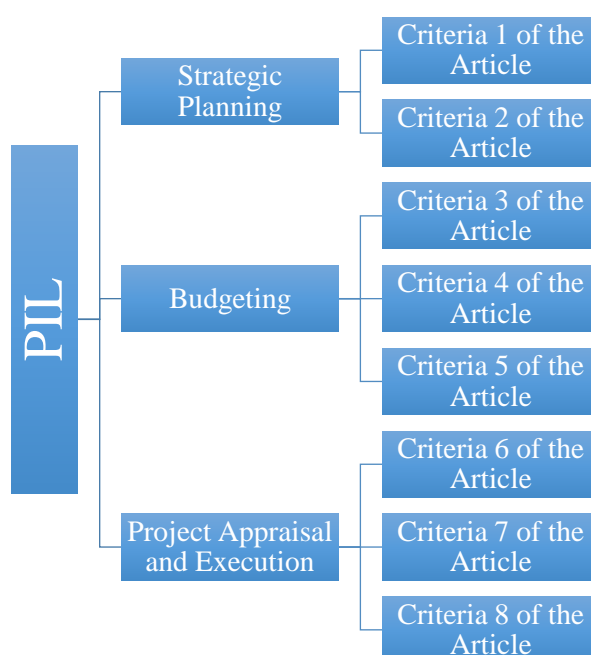 PIL
Strategic
Planning
Criteria 1 of the
Article
Criteria 2 of the
Article
Budgeting
Criteria 3 of the
Article
Criteria 4 of the
Article
Criteria 5 of the
Article
Project Appraisal
and Execution
Criteria 6 of the
Article
Criteria 7 of the
Article
Criteria 8 of the
Article